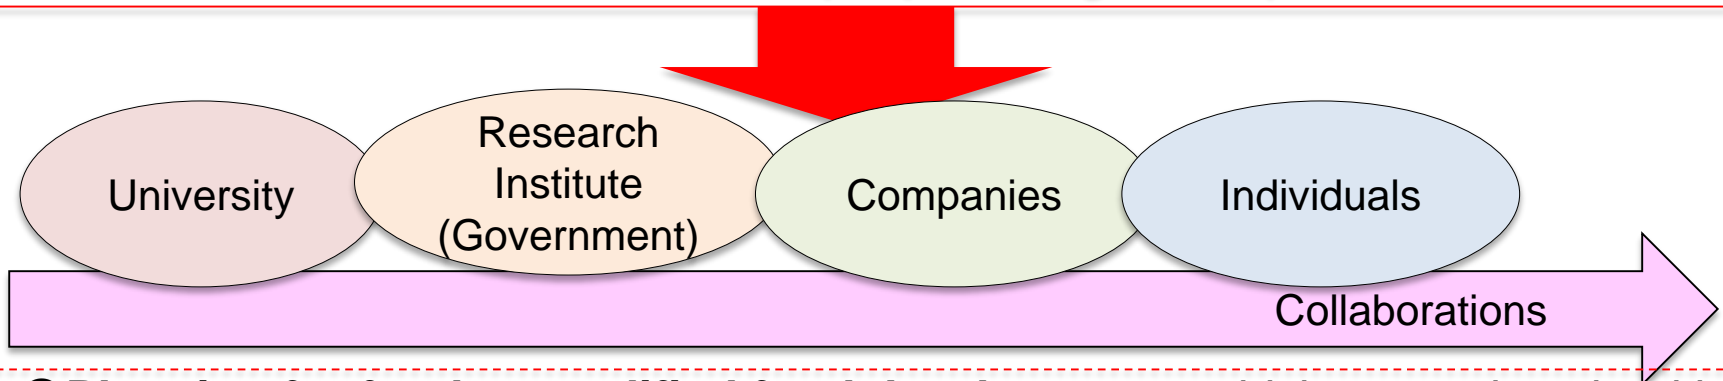 University
Research
Institute
(Government)
Companies
Individuals
Collaborations